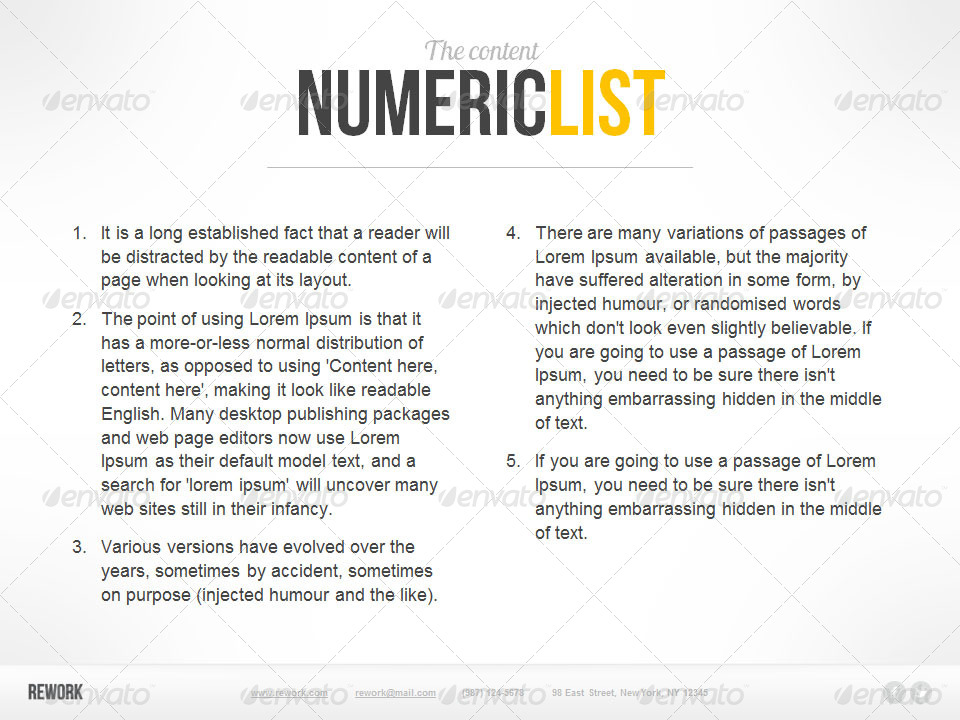 The content
NUMERICLIST
1. It is a long established fact that a reader will
be distracted by the readable content of a
page when looking at its layout.
2. The point of using Lorem Ipsum is that it
has a more-or-less normal distribution of
letters, as opposed to using 'Content here,
content here', making it look like readable
English. Many desktop publishing packages
and web page editors now use Lorem
Ipsum as their default model text, and a
search for 'lorem ipsum' will uncover many
web sites still in their infancy.
3. Various versions have evolved over the
years, sometimes by accident, sometimes
on purpose (injected humour and the like).
4. There are many variations of passages of
Lorem Ipsum available, but the majority
have suffered alteration in some form, by
injected humour, or randomised words
which don't look even slightly believable. If
you are going to use a passage of Lorem
Ipsum, you need to be sure there isn't
anything embarrassing hidden in the middle
of text.
5. If you are going to use a passage of Lorem
Ipsum, you need to be sure there isn't
anything embarrassing hidden in the middle
of text.
REWORK www.rework.com rework@mail.com (987) 124-5578 98 East Street, NewYork, NY 12345
envato envato envato envato envato
envato envato envato envato envato
envato envato envato envato envato
envato envato envato envato envato